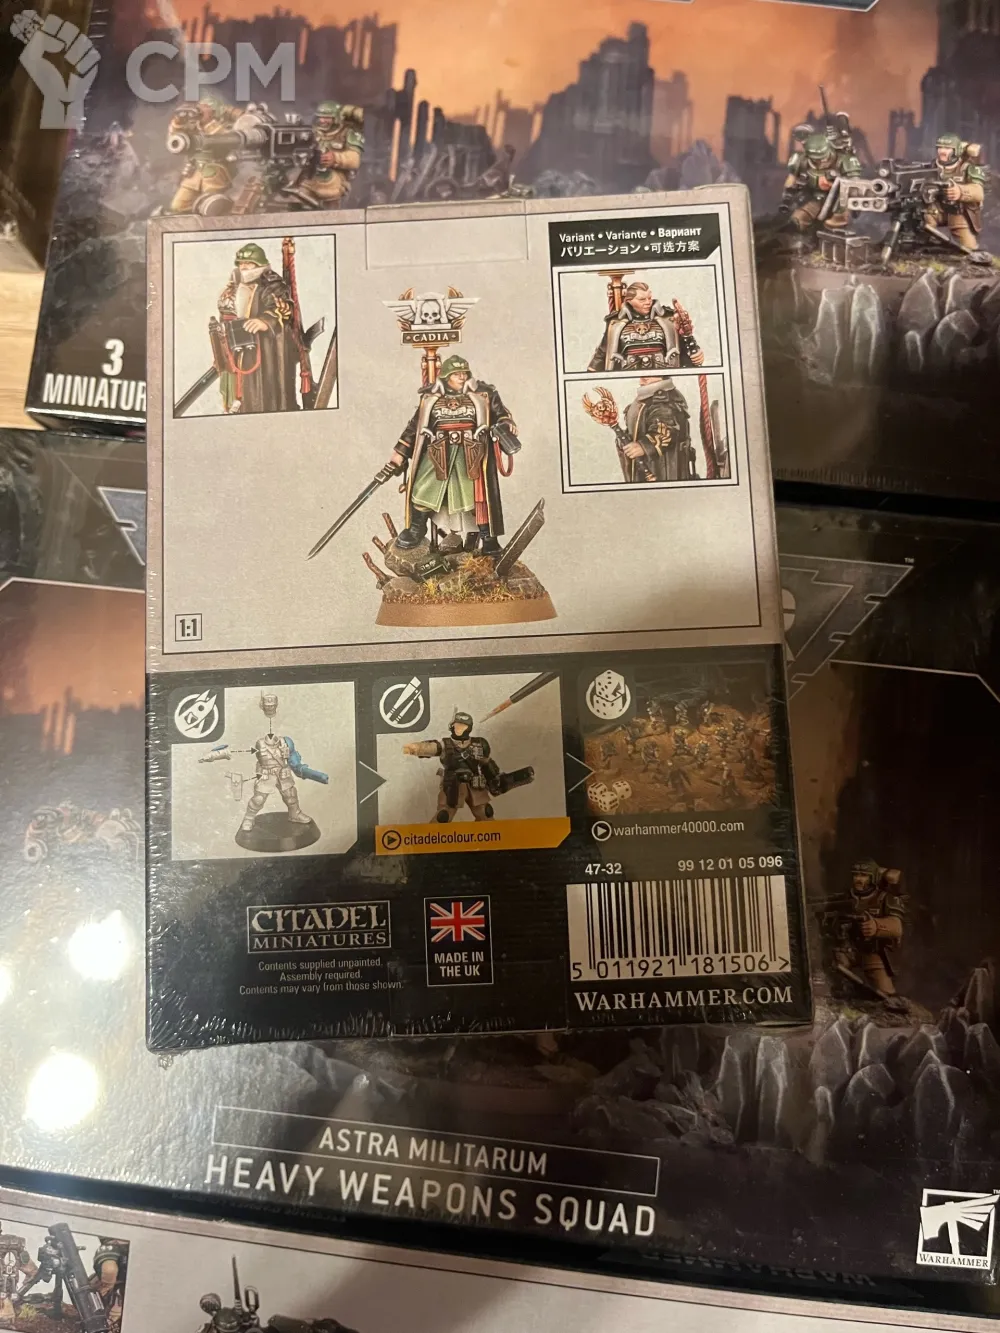 CPM
3
MINIATUR
Variant • Variante • Вариант
バリエーション • 可选方案
CADIA
1:1
citadelcolour.com
warhammer40000.com
47-32
99 12 01 05 096
CITADEL
MINIATURES
MADE IN
THE UK
Contents supplied unpainted.
Assembly required.
Contents may vary from those shown.
5 011921 181506 >
WARHAMMER.COM
TM
ASTRA MILITARUM
HEAVY WEAPONS SQUAD
WARHAMMER